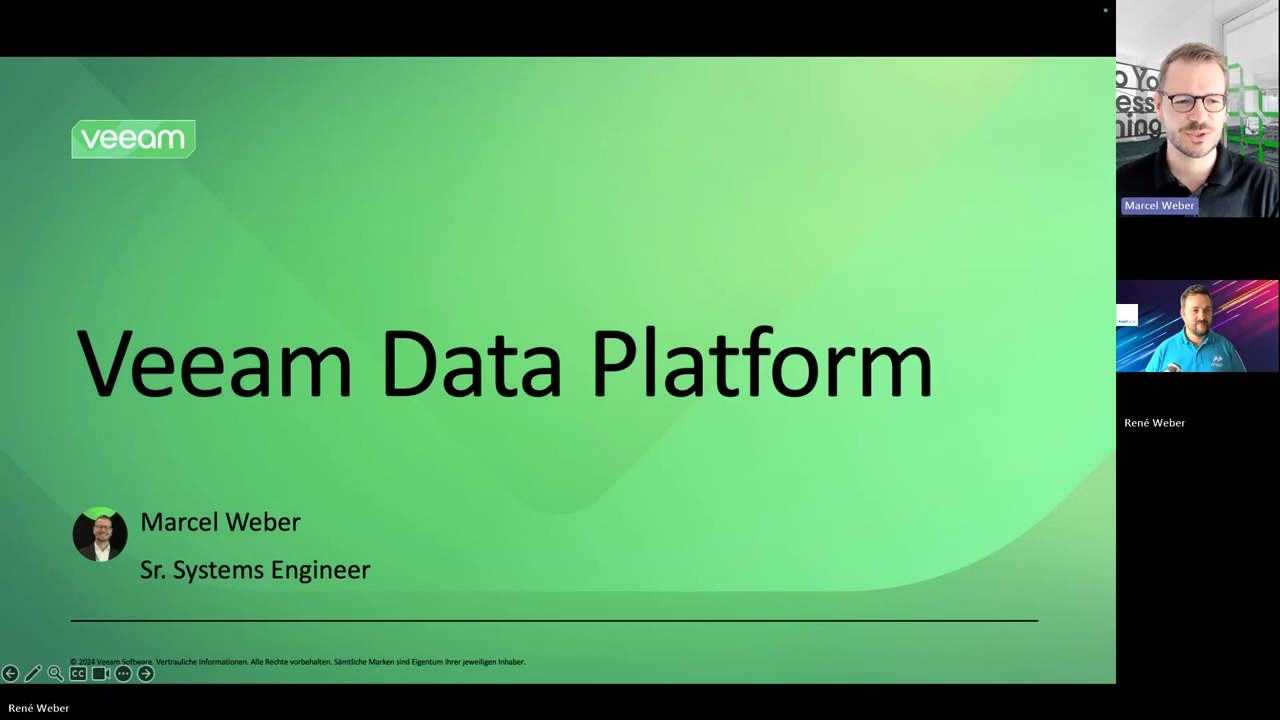 veeam
Veeam Data Platform
Marcel Weber
Sr. Systems Engineer
© 2024 Veeam Software. Vertrauliche Informationen. Alle Rechte vorbehalten. Sämtliche Marken sind Eigentum ihrer jeweiligen Inhaber.
CC
René Weber
Marcel Weber
René Weber